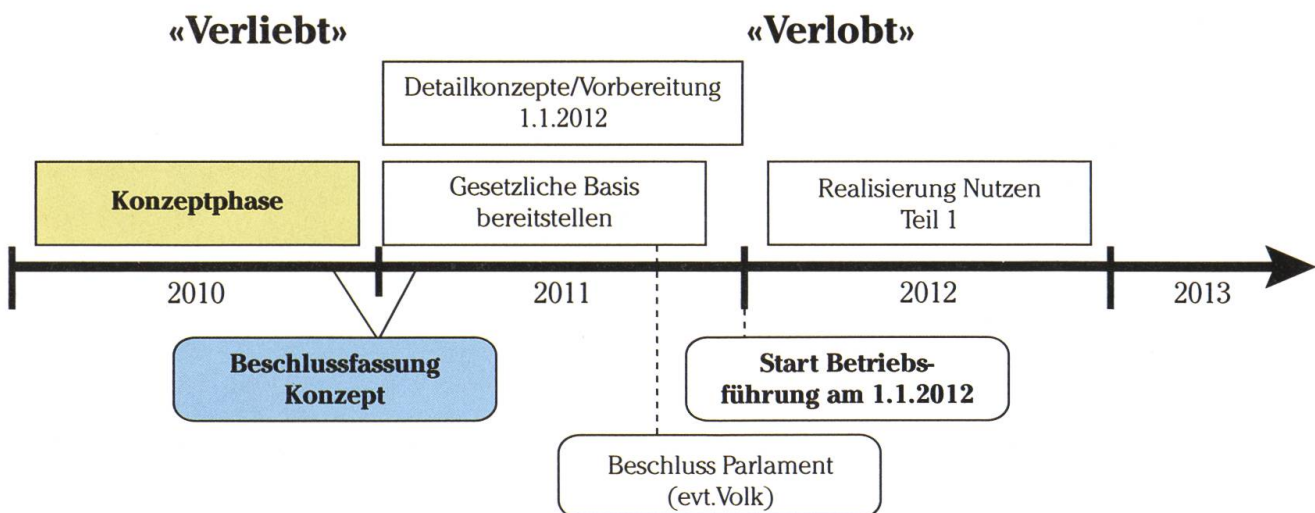 «Verliebt»
«Verlobt»
Detailkonzepte/Vorbereitung
1.1.2012
Konzeptphase
Gesetzliche Basis
bereitstellen
Realisierung Nutzen
Teil 1
2010
2011
2012
2013
Beschlussfassung
Konzept
Start Betriebs-
führung am 1.1.2012
Beschluss Parlament
(evt.Volk)